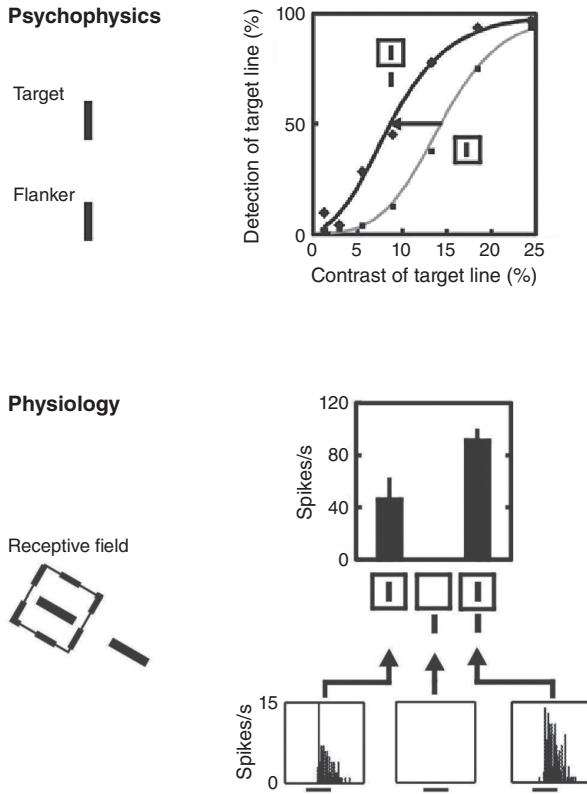 Psychophysics
Target
Flanker
Detection of target line (%)
100
50
0
0 5 10 15 20 25
Contrast of target line (%)
Physiology
Receptive field
Spikes/s
120
80
40
0
Spikes/s
15
0